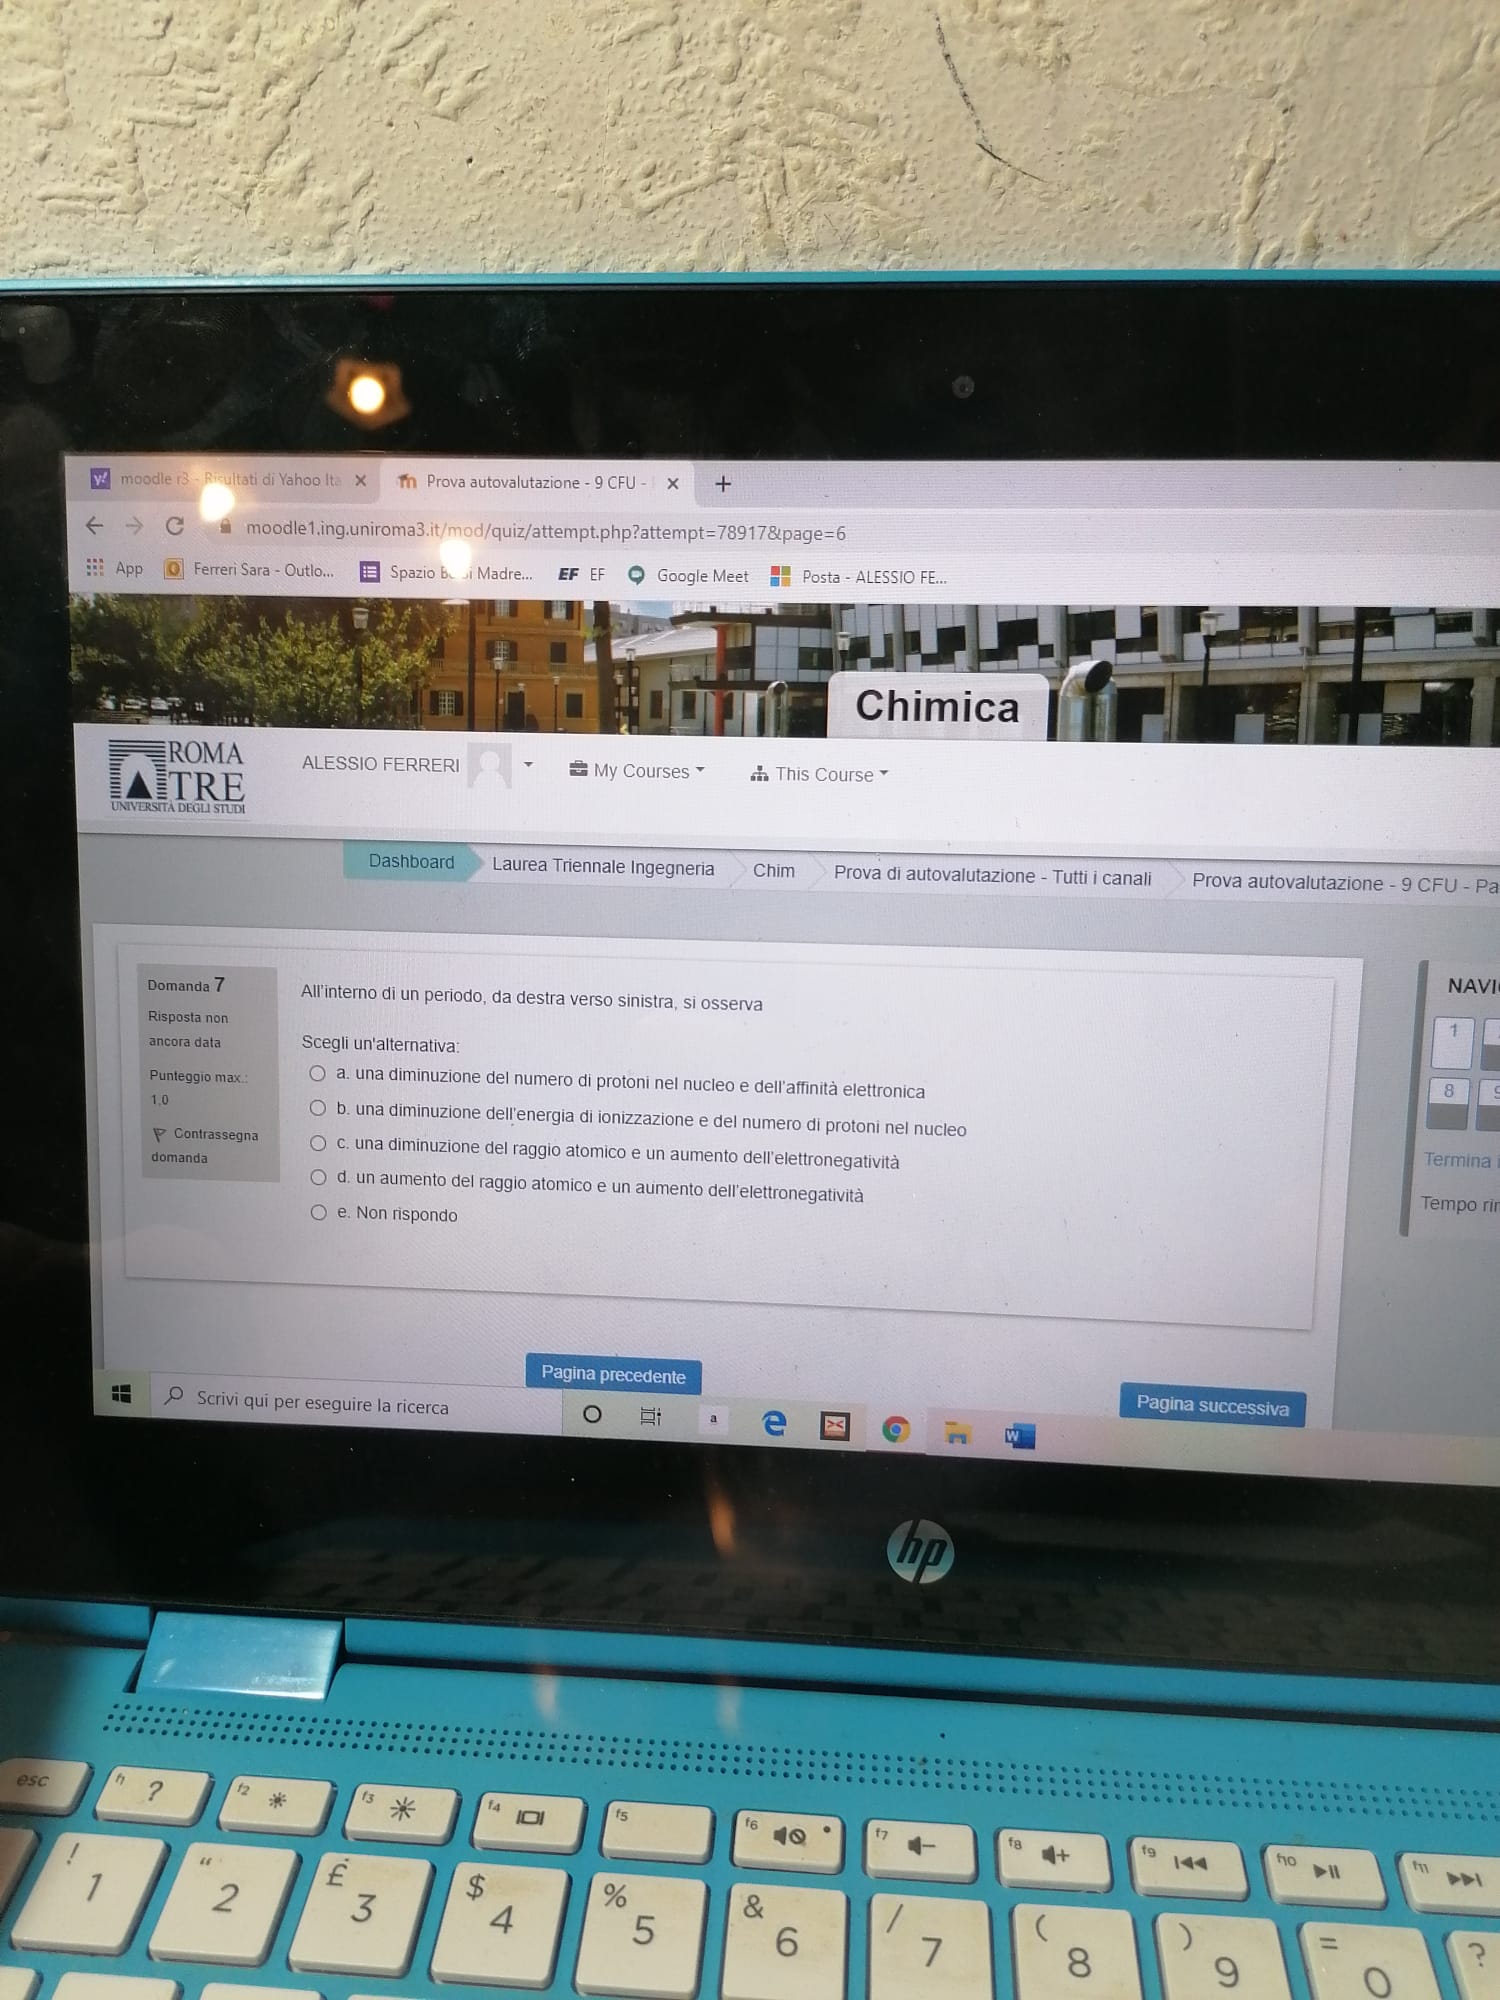 moodle r3 - Risultati di Yahoo Ita
Prova autovalutazione - 9 CFU -
moodle1.ing.uniroma3.it/mod/quiz/attempt.php?attempt=78917&page=6
App
Ferreri Sara - Outlo...
Spazio Madre...
EF EF
Google Meet
Posta - ALESSIO FE...
Chimica
ROMA
TRE
UNIVERSITÀ DEGLI STUDI
ALESSIO FERRERI
My Courses
This Course
Dashboard
Laurea Triennale Ingegneria
Chim
Prova di autovalutazione - Tutti i canali
Prova autovalutazione - 9 CFU - Pa
Domanda 7
Risposta non
ancora data
Punteggio max.:
1,0
Contrassegna
domanda
All'interno di un periodo, da destra verso sinistra, si osserva
Scegli un'alternativa:
a. una diminuzione del numero di protoni nel nucleo e dell'affinità elettronica
b. una diminuzione dell'energia di ionizzazione e del numero di protoni nel nucleo
c. una diminuzione del raggio atomico e un aumento dell'elettronegatività
d. un aumento del raggio atomico e un aumento dell'elettronegatività
e. Non rispondo
NAVI
1
8
Termina
Tempo rir
Pagina precedente
Pagina successiva
Scrivi qui per eseguire la ricerca
a
W
hp
esc
f1 ?
f2
f3
f4
f5
f6
f7
f8
f9
f10
f11
! 1
" 2
£ 3
$ 4
% 5
& 6
/ 7
( 8
) 9
= 0
?